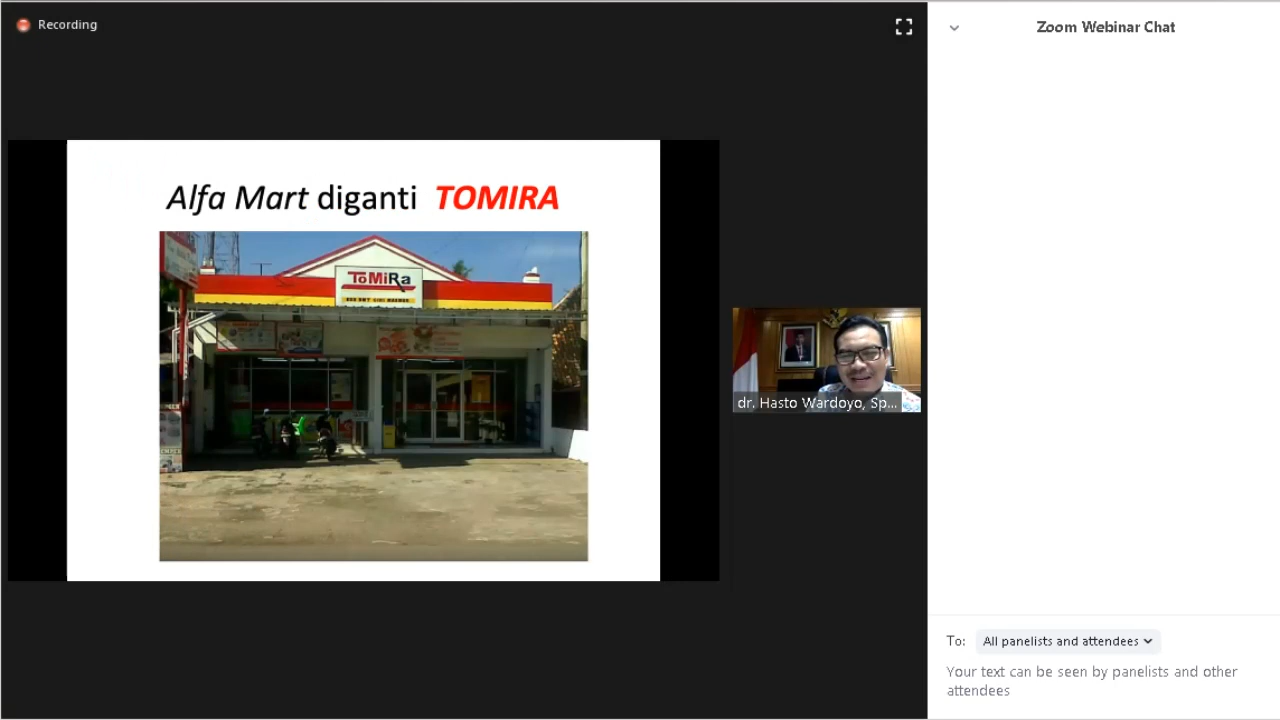 Recording
Zoom Webinar Chat
Alfa Mart diganti TOMIRA
ToMiRa
dr. Hasto Wardoyo, Sp...
To: All panelists and attendees
Your text can be seen by panelists and other
attendees